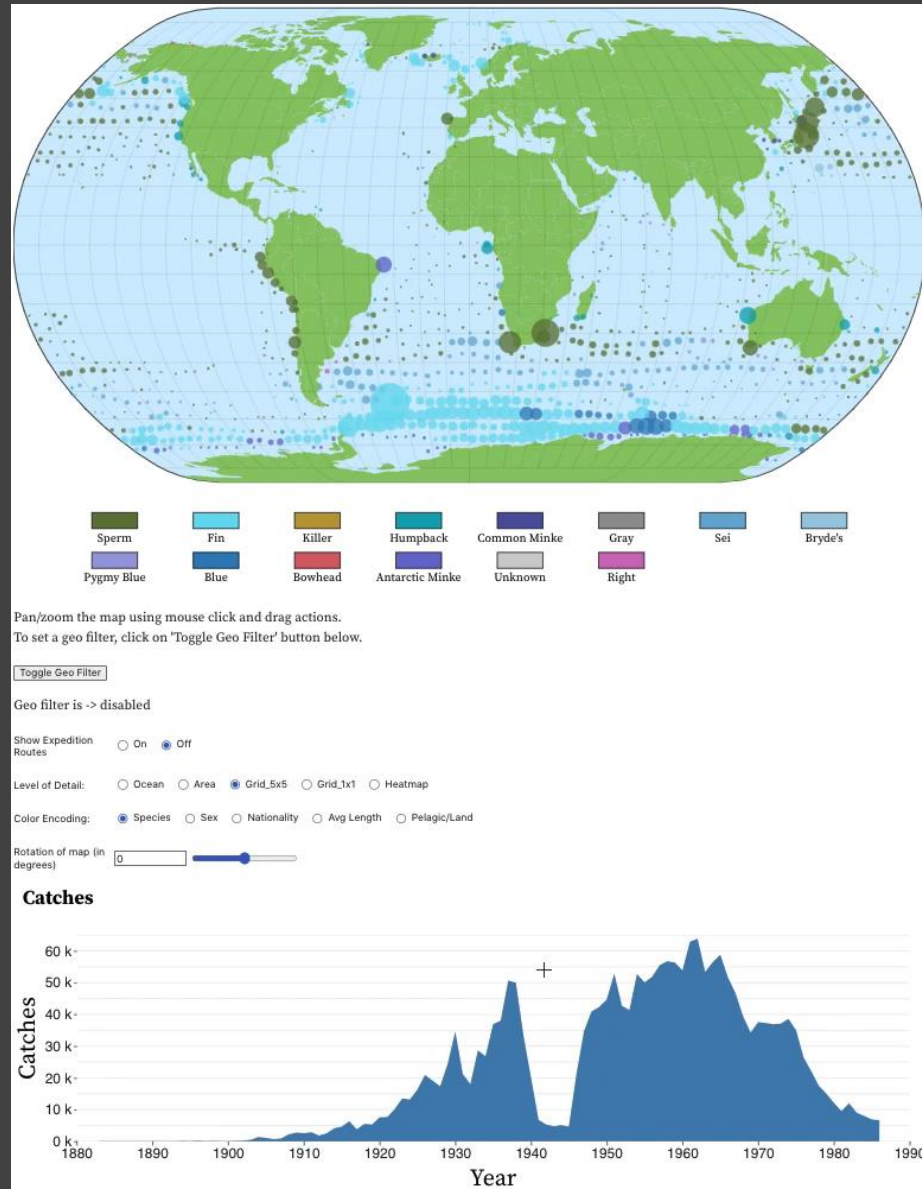 Sperm Fin Killer Humpback Common Minke Gray Sei Bryde's
Pygmy Blue Blue Bowhead Antarctic Minke Unknown Right
Pan/zoom the map using mouse click and drag actions.
To set a geo filter, click on 'Toggle Geo Filter' button below.
Toggle Geo Filter
Geo filter is -> disabled
Show Expedition
Routes
On Off
Level of Detail: Ocean Area Grid_5x5 Grid_1x1 Heatmap
Color Encoding: Species Sex Nationality Avg Length Pelagic/Land
Rotation of map (in
degrees)
0
Catches
Catches
60 k
50 k
40 k
30 k
20 k
10 k
0 k
1880 1890 1900 1910 1920 1930 1940 1950 1960 1970 1980 1990
Year